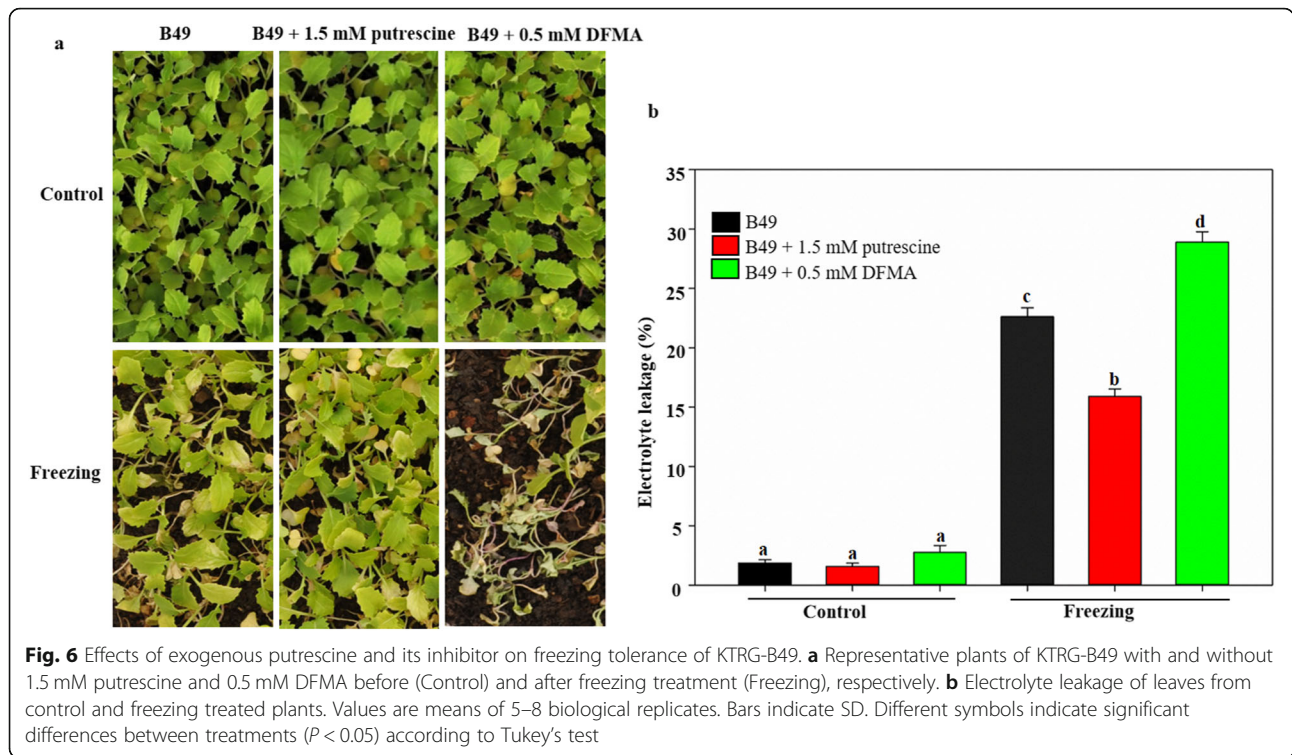 a
B49 B49 + 1.5 mM putrescine B49 + 0.5 mM DFMA
Control
Freezing
b
35
30
25
20
15
10
5
0
Electrolyte leakage (%)
B49
B49 + 1.5 mM putrescine
B49 + 0.5 mM DFMA
a a a c b d
Control Freezing
Fig. 6 Effects of exogenous putrescine and its inhibitor on freezing tolerance of KTRG-B49. a Representative plants of KTRG-B49 with and without
1.5 mM putrescine and 0.5 mM DFMA before (Control) and after freezing treatment (Freezing), respectively. b Electrolyte leakage of leaves from
control and freezing treated plants. Values are means of 5–8 biological replicates. Bars indicate SD. Different symbols indicate significant
differences between treatments (P < 0.05) according to Tukey's test